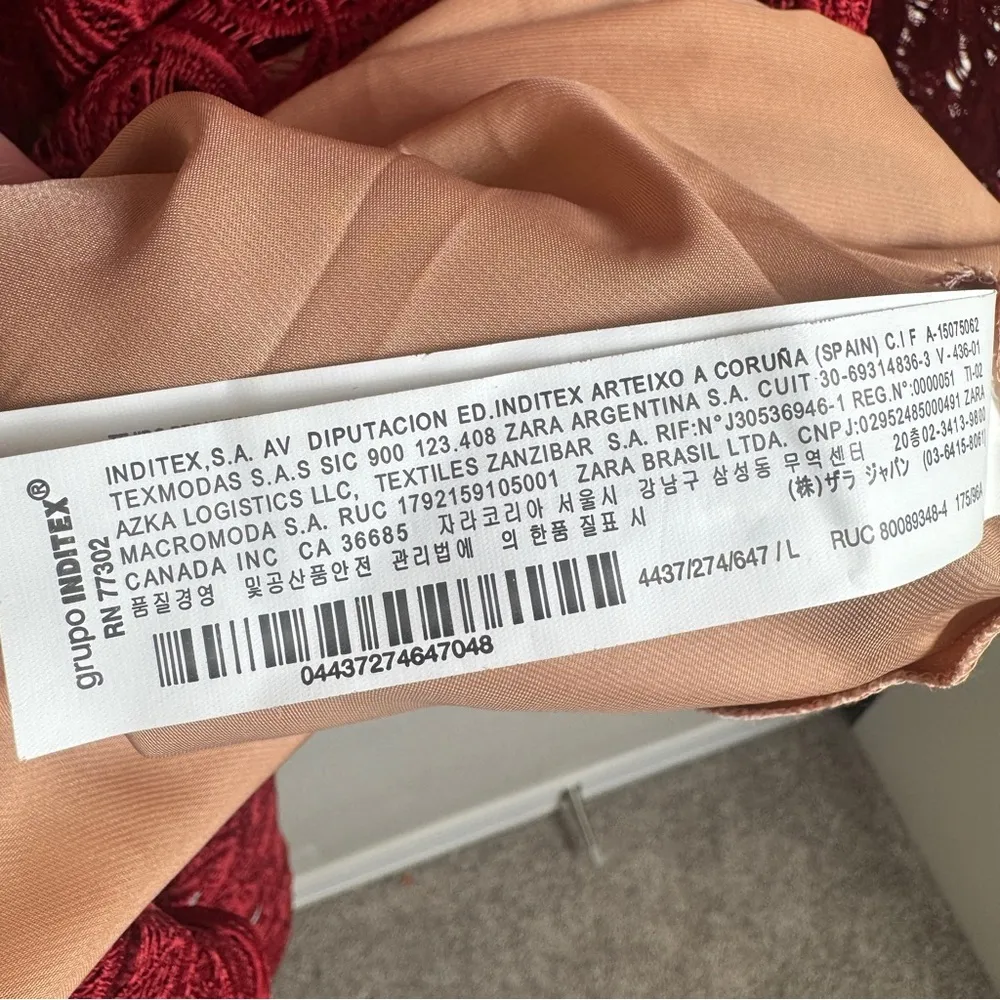 grupo INDITEX®
RN 77302
INDITEX,S.A. AV DIPUTACION ED.INDITEX ARTEIXO A CORUÑA (SPAIN) C.I F A-15075062
TEXMODAS S.A.S SIC 900 123.408 ZARA ARGENTINA S.A. CUIT:30-69314836-3 V-436-01
AZKA LOGISTICS LLC, TEXTILES ZANZIBAR S.A. RIF:N°J30536946-1 REG.N°:0000051 TI-02
MACROMODA S.A. RUC 1792159105001 ZARA BRASIL LTDA. CNPJ:02952485000491 ZARA
CANADA INC CA 36685 자라코리아 서울시 강남구 삼성동 무역센터 20층02-3413-9800
품질경영 및공산품안전 관리법에 의 한품 질표 시 (株)ザラ ジャパン (03-6415-8061)
4437/274/647 / L RUC 80089348-4 175/96A
04437274647048